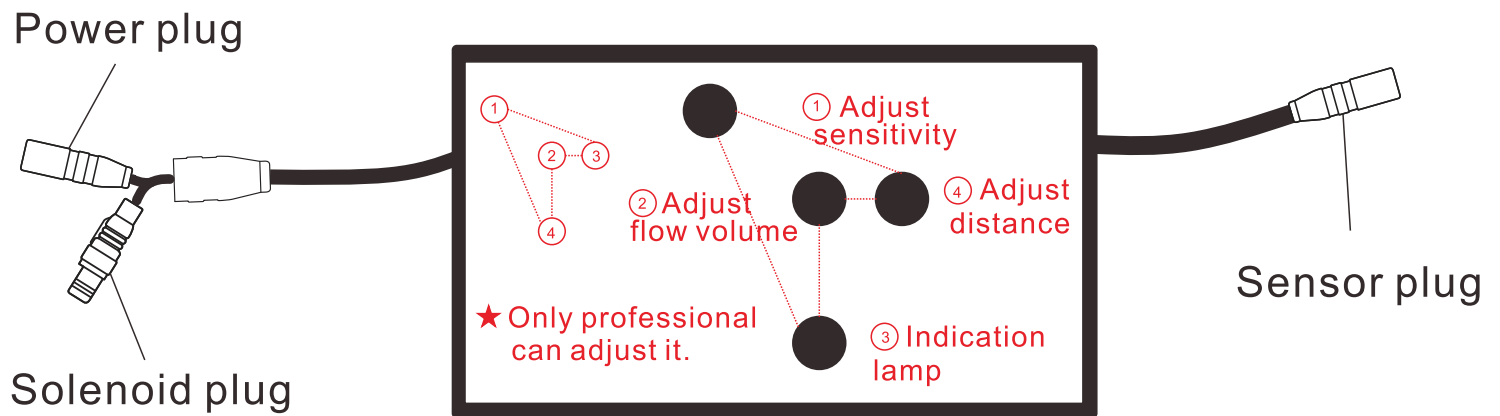 Power plug
① Adjust
sensitivity
①
② ③
④
② Adjust
flow volume
④ Adjust
distance
Sensor plug
★ Only professional
can adjust it.
③ Indication
lamp
Solenoid plug